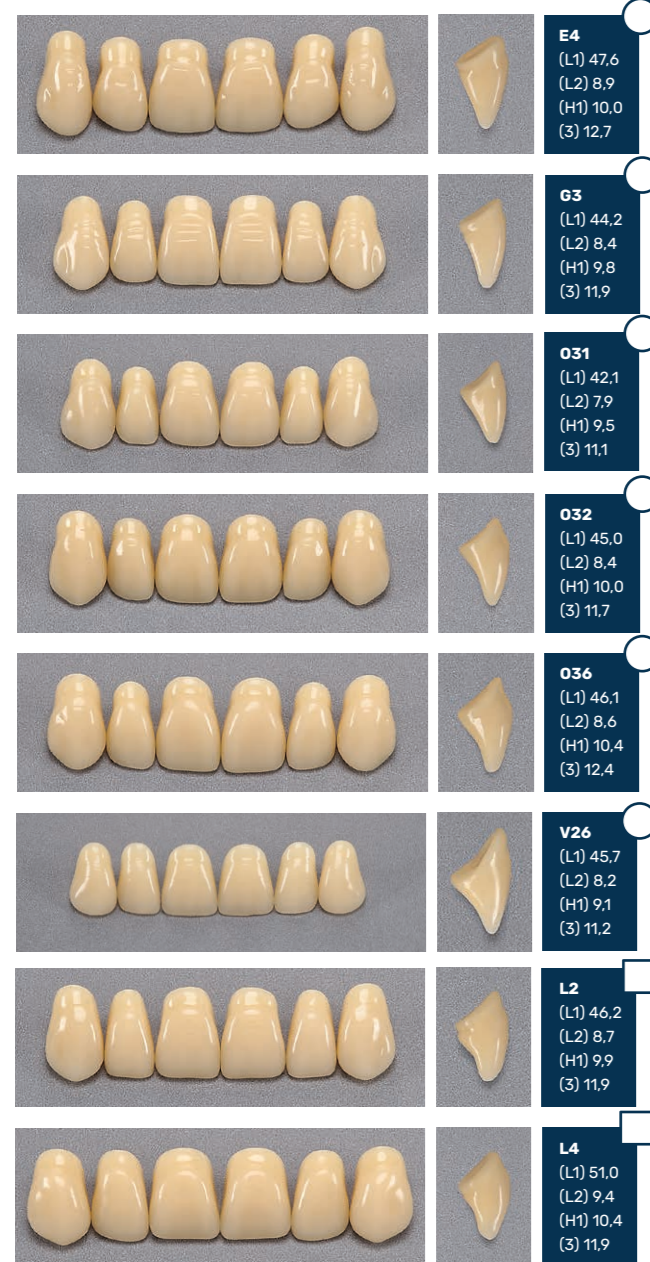 E4
(L1) 47,6
(L2) 8,9
(H1) 10,0
(3) 12,7
G3
(L1) 44,2
(L2) 8,4
(H1) 9,8
(3) 11,9
031
(L1) 42,1
(L2) 7,9
(H1) 9,5
(3) 11,1
032
(L1) 45,0
(L2) 8,4
(H1) 10,0
(3) 11,7
036
(L1) 46,1
(L2) 8,6
(H1) 10,4
(3) 12,4
V26
(L1) 45,7
(L2) 8,2
(H1) 9,1
(3) 11,2
L2
(L1) 46,2
(L2) 8,7
(H1) 9,9
(3) 11,9
L4
(L1) 51,0
(L2) 9,4
(H1) 10,4
(3) 11,9